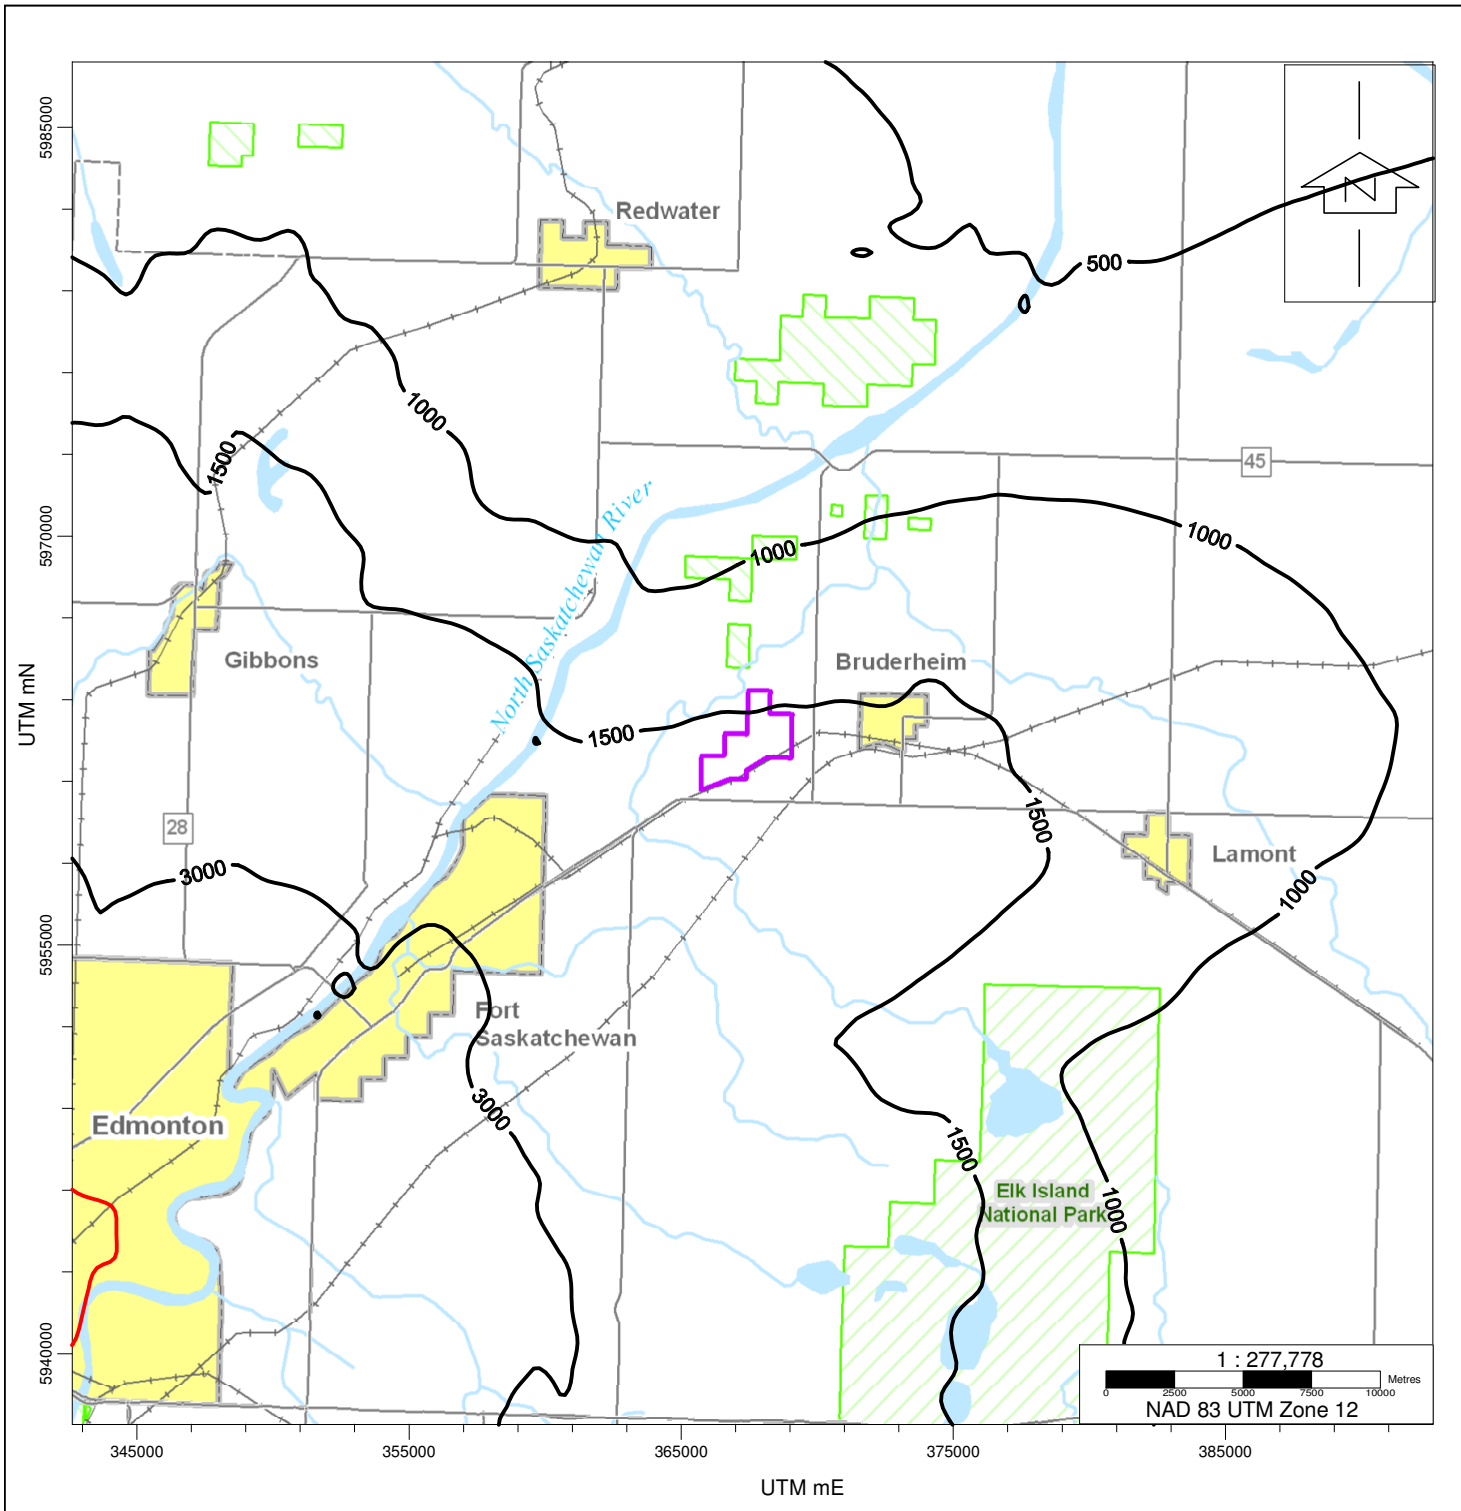 5985000
5970000
5955000
5940000
UTM mN
N
Redwater
500
1000
1500
45
North Saskatchewan River
1000
1000
Gibbons
Bruderheim
1500
28
1500
3000
Lamont
1000
Fort
Saskatchewan
Edmonton
3000
1500
Elk Island
National Park
1000
1 : 277,778
Metres
0 2500 5000 7500 10000
NAD 83 UTM Zone 12
345000 355000 365000 375000 385000
UTM mE